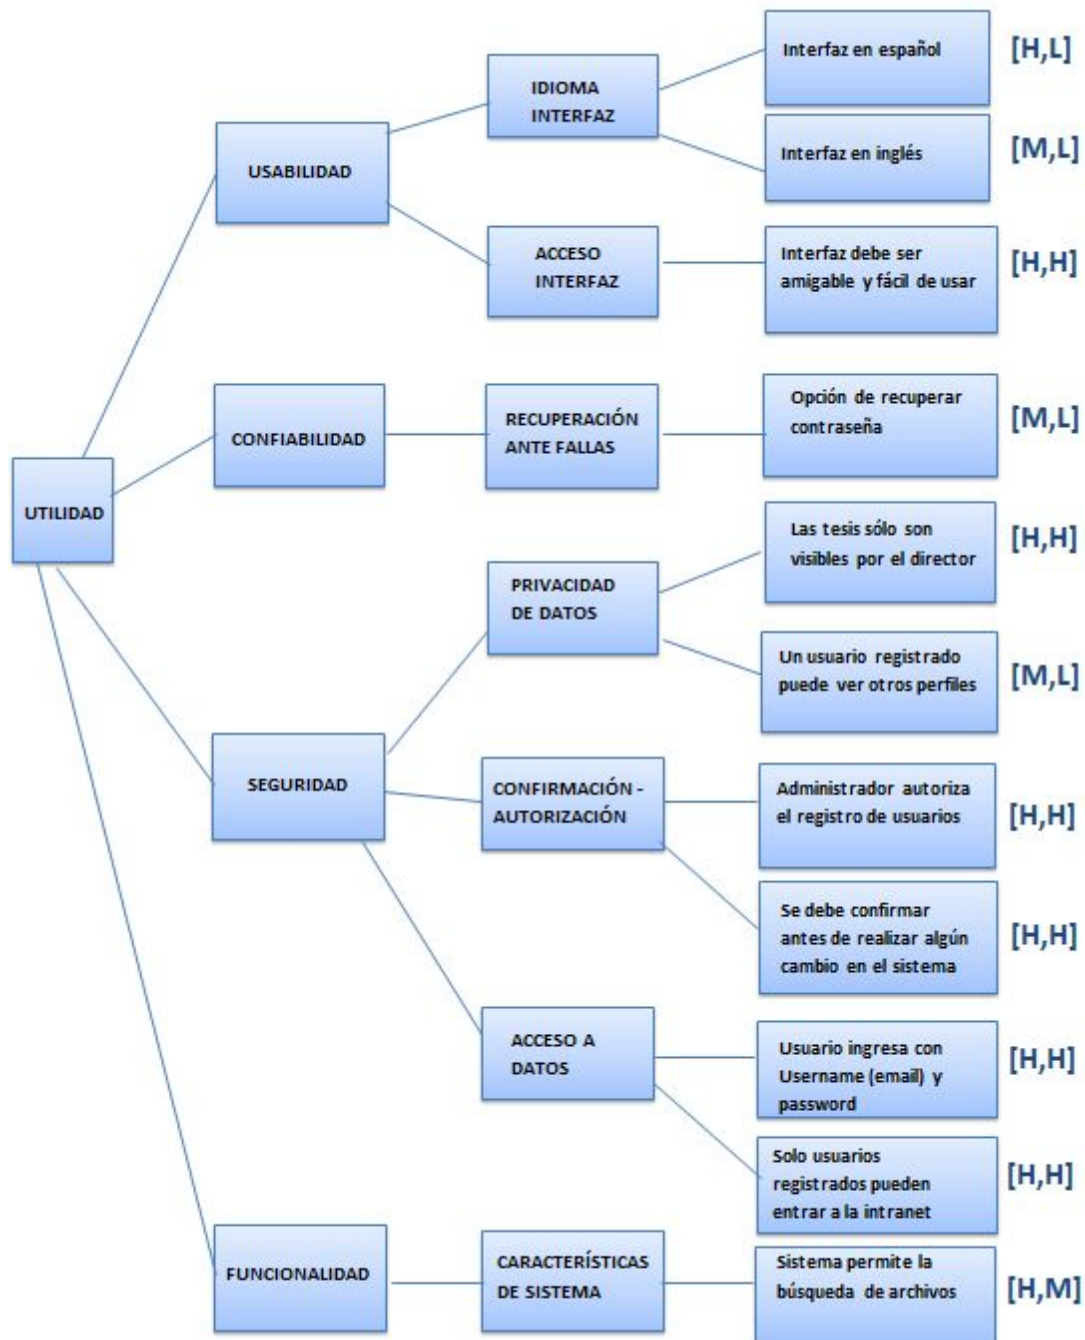 Interfaz en español
[H,L]
IDIOMA
INTERFAZ
Interfaz en inglés
[M,L]
USABILIDAD
ACCESO
INTERFAZ
Interfaz debe ser
amigable y fácil de usar
[H,H]
CONFIABILIDAD
RECUPERACIÓN
ANTE FALLAS
Opción de recuperar
contraseña
[M,L]
UTILIDAD
Las tesis sólo son
visibles por el director
[H,H]
PRIVACIDAD
DE DATOS
Un usuario registrado
puede ver otros perfiles
[M,L]
SEGURIDAD
CONFIRMACIÓN -
AUTORIZACIÓN
Administrador autoriza
el registro de usuarios
[H,H]
Se debe confirmar
antes de realizar algún
cambio en el sistema
[H,H]
ACCESO A
DATOS
Usuario ingresa con
Username (email) y
password
[H,H]
Solo usuarios
registrados pueden
entrar a la intranet
[H,H]
FUNCIONALIDAD
CARACTERÍSTICAS
DE SISTEMA
Sistema permite la
búsqueda de archivos
[H,M]